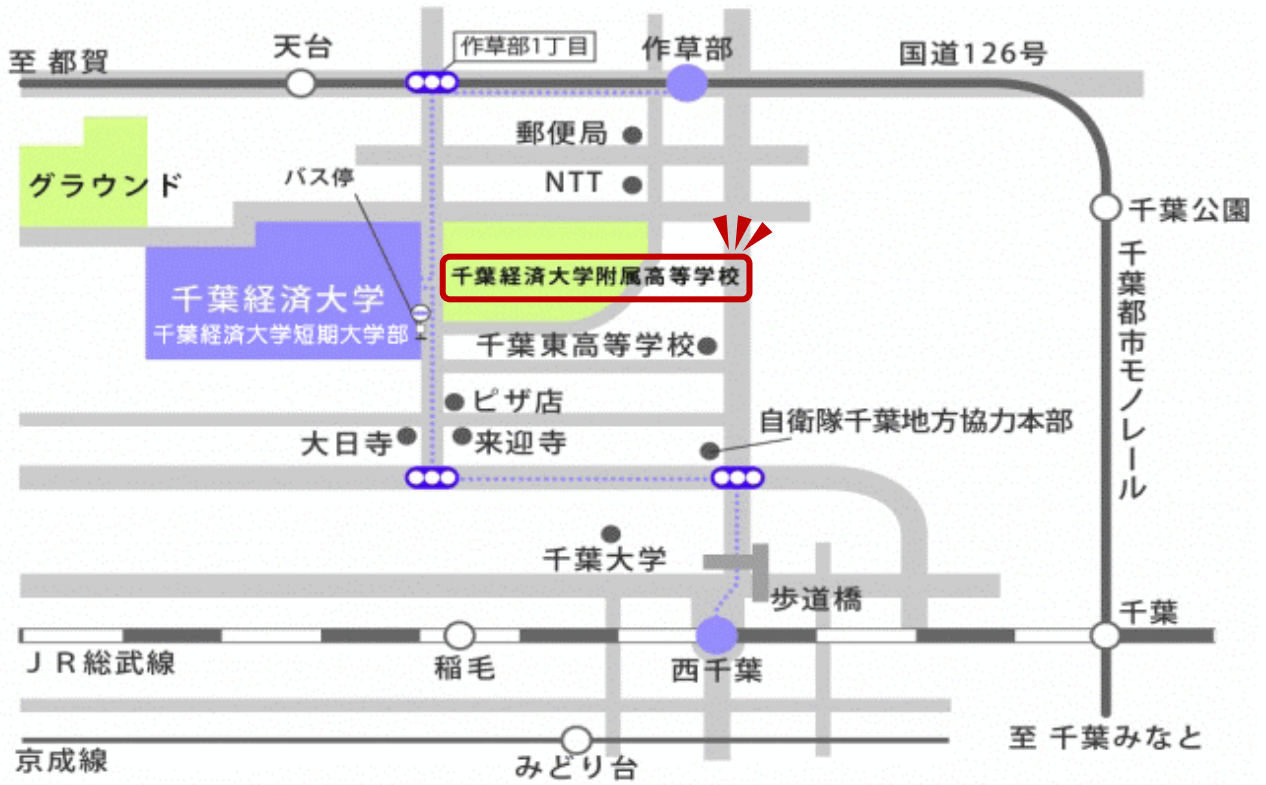 天台
作草部1丁目
作草部
国道126号
至 都賀
郵便局
グラウンド
バス停
NTT
千葉公園
千葉経済大学附属高等学校
千葉経済大学
千葉経済大学短期大学部
千葉都市モノレール
千葉東高等学校
ピザ店
自衛隊千葉地方協力本部
大日寺
来迎寺
千葉大学
歩道橋
千葉
JR総武線
稲毛
西千葉
至 千葉みなと
京成線
みどり台